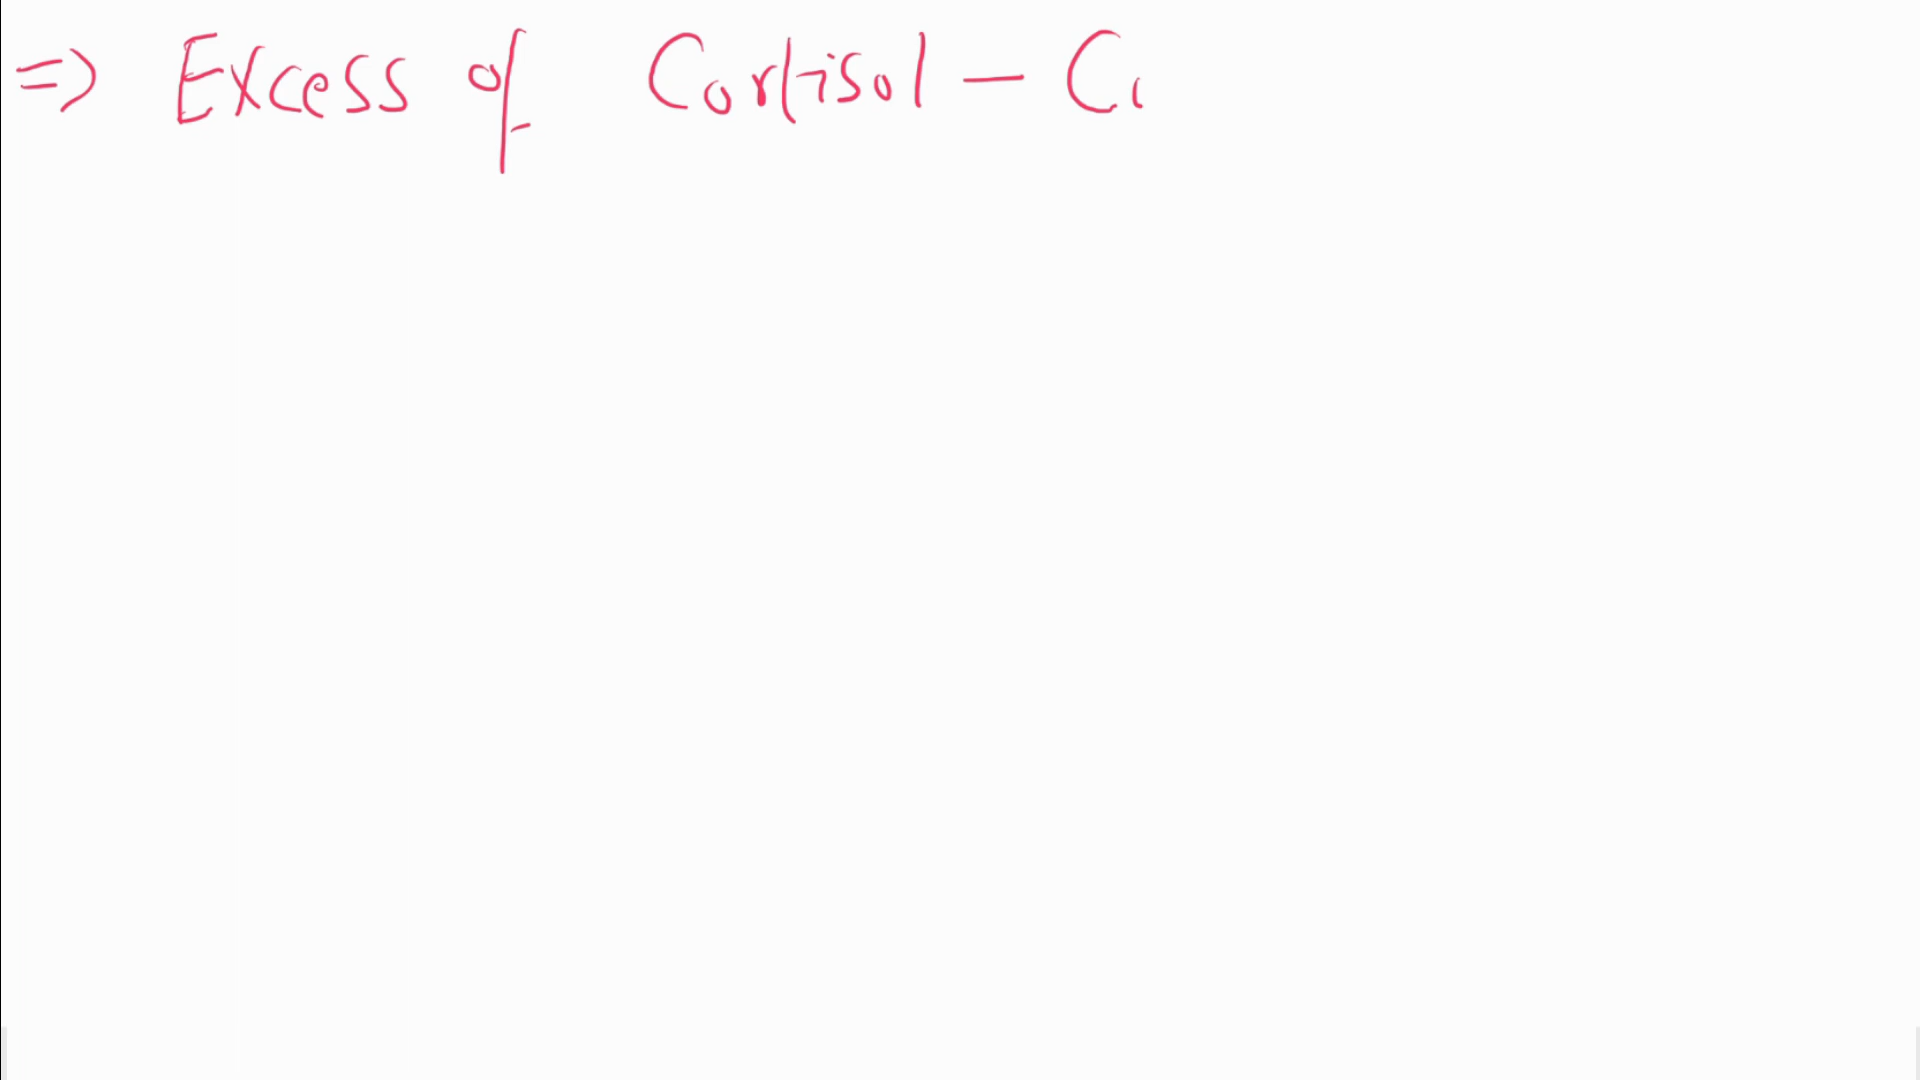 => Excess of Cortisol - C